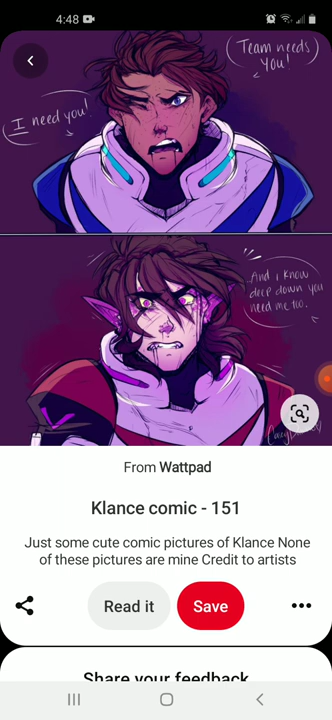 4:48
Team needs
you!
I need you!
And i know
deep down you
need me too.
From Wattpad
Klance comic - 151
Just some cute comic pictures of Klance None
of these pictures are mine Credit to artists
Read it
Save
Share your feedback